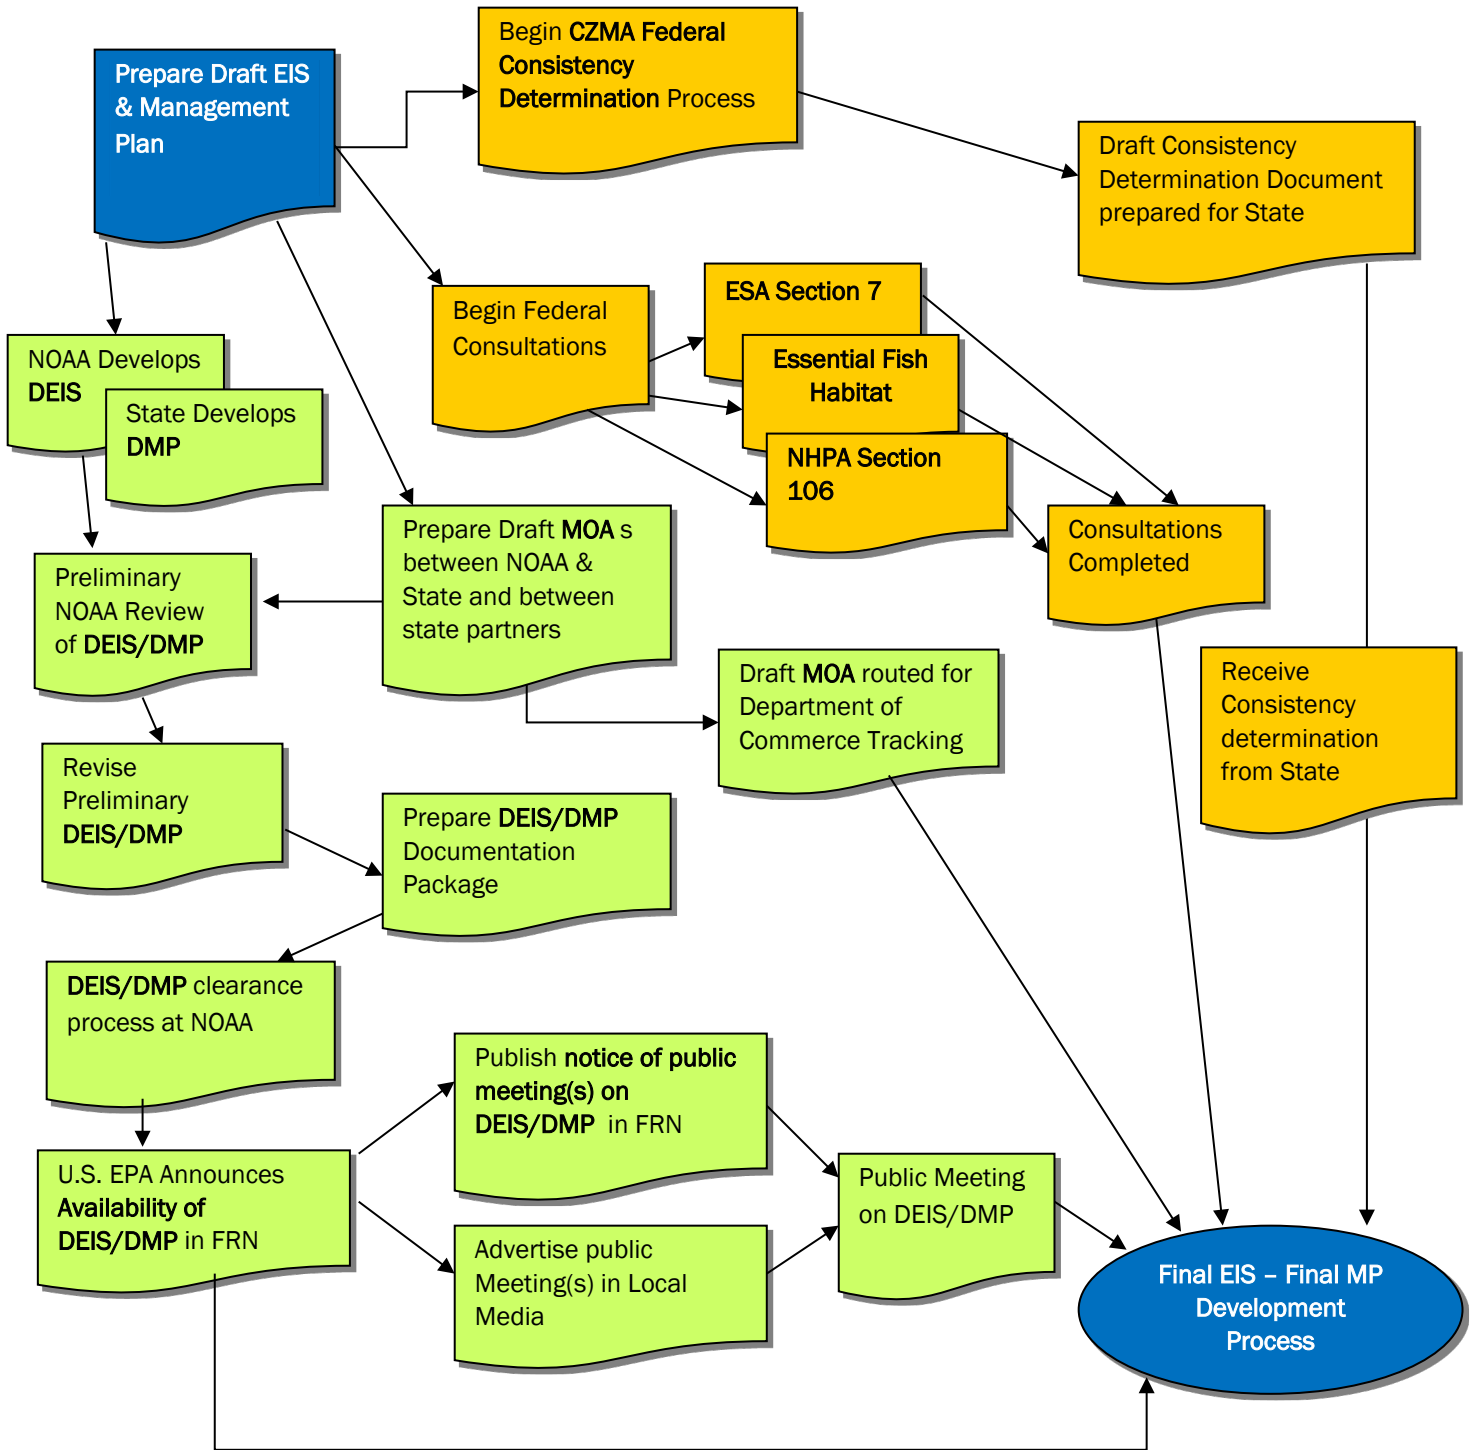 Begin CZMA Federal
Consistency
Determination Process
Prepare Draft EIS
& Management
Plan
Draft Consistency
Determination Document
prepared for State
ESA Section 7
Begin Federal
Consultations
NOAA Develops
DEIS
Essential Fish
Habitat
State Develops
DMP
NHPA Section
106
Prepare Draft MOA s
between NOAA &
State and between
state partners
Consultations
Completed
Preliminary
NOAA Review
of DEIS/DMP
Draft MOA routed for
Department of
Commerce Tracking
Receive
Consistency
determination
from State
Revise
Preliminary
DEIS/DMP
Prepare DEIS/DMP
Documentation
Package
DEIS/DMP clearance
process at NOAA
Publish notice of public
meeting(s) on
DEIS/DMP in FRN
U.S. EPA Announces
Availability of
DEIS/DMP in FRN
Public Meeting
on DEIS/DMP
Advertise public
Meeting(s) in Local
Media
Final EIS – Final MP
Development
Process